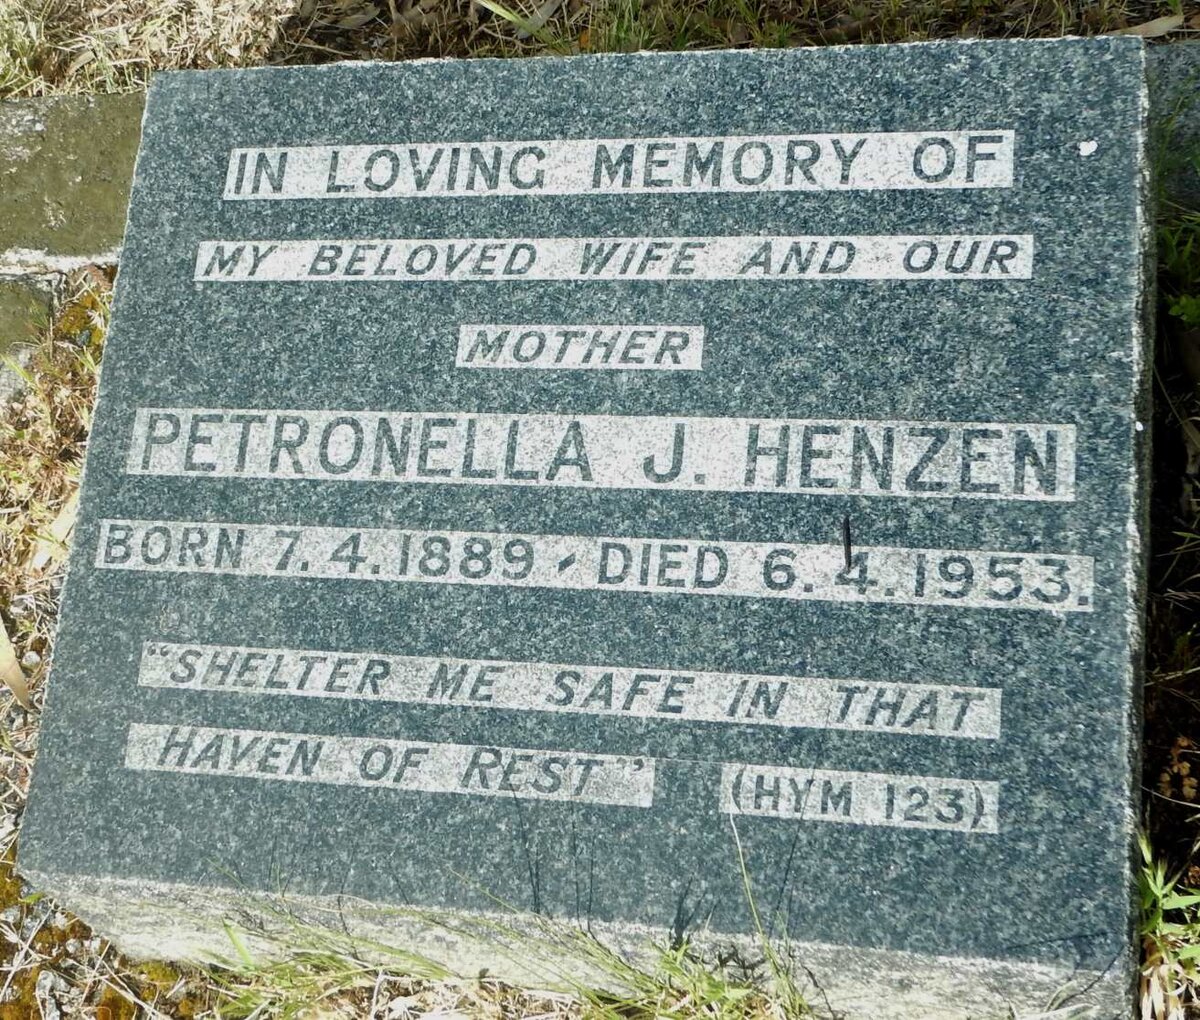 IN LOVING MEMORY OF
MY BELOVED WIFE AND OUR
MOTHER
PETRONELLA J. HENZEN
BORN 7.4.1889 - DIED 6.4.1953.
"SHELTER ME SAFE IN THAT
HAVEN OF REST" (HYM 123)